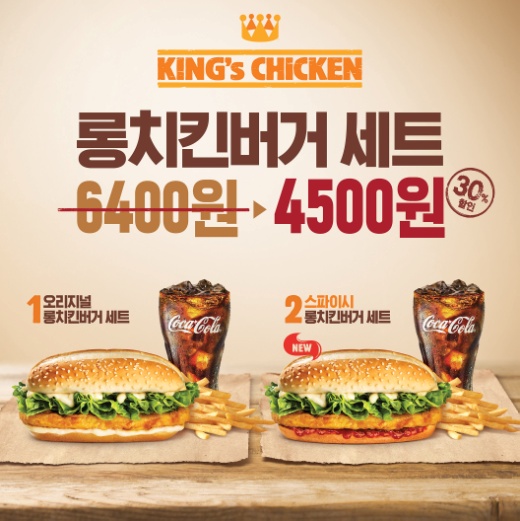 KING's CHICKEN
롱치킨버거 세트
6400원 ▸ 4500원
30%
할인
1 오리지널
롱치킨버거 세트
2 스파이시
롱치킨버거 세트
NEW
Coca-Cola
Coca-Cola